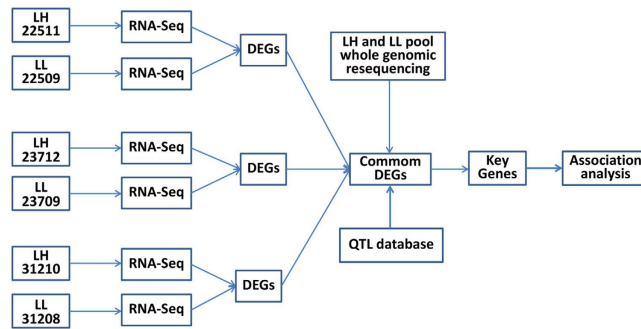 LH
22511
RNA-Seq
DEGs
LL
22509
RNA-Seq
LH and LL pool
whole genomic
resequencing
LH
23712
RNA-Seq
DEGs
LL
23709
RNA-Seq
Commom
DEGs
Key
Genes
Association
analysis
QTL database
LH
31210
RNA-Seq
DEGs
LL
31208
RNA-Seq